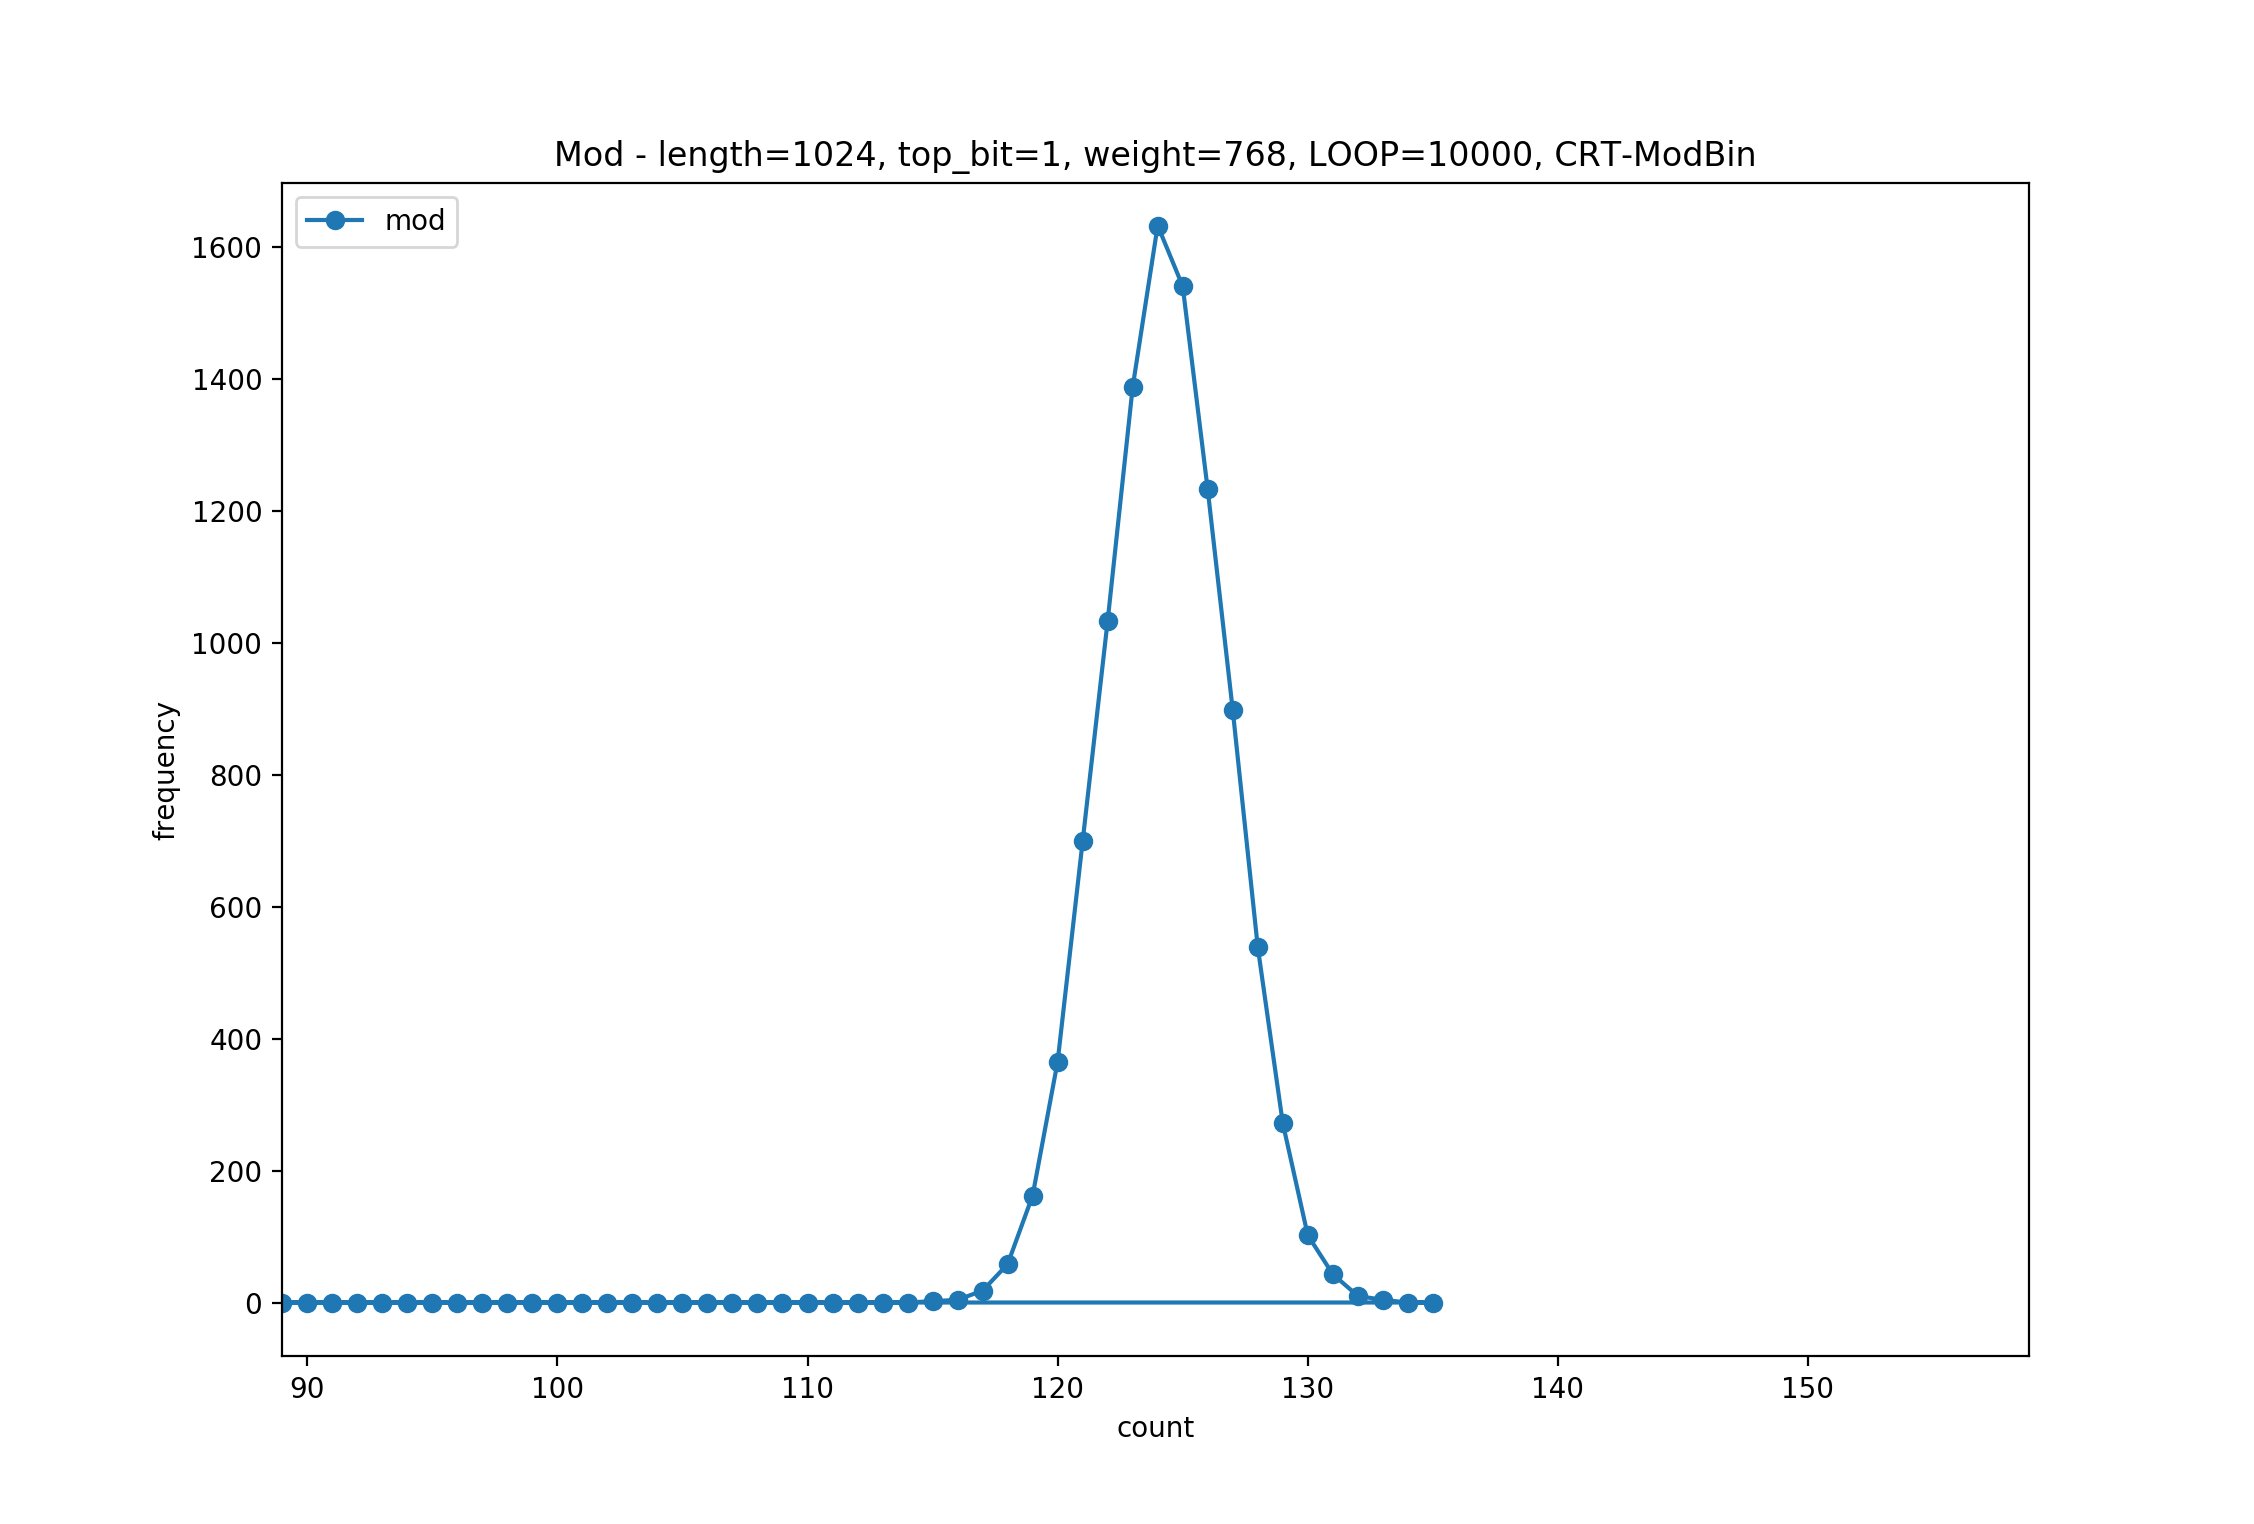 Mod - length=1024, top_bit=1, weight=768, LOOP=10000, CRT-ModBin
mod
1600
1400
1200
1000
800
600
400
200
0
frequency
90 100 110 120 130 140 150
count